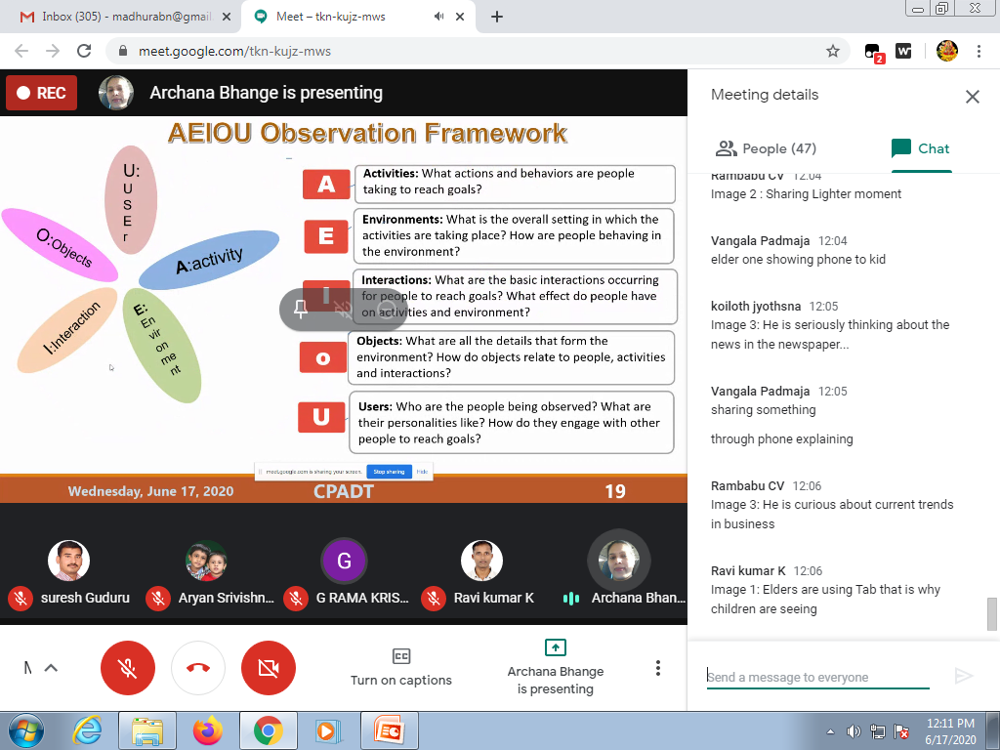 Inbox (305) - madhurabn@gmail
Meet – tkn-kujz-mws
meet.google.com/tkn-kujz-mws
2
W
REC
Archana Bhange is presenting
AEIOU Observation Framework
U:
U
S
E
r
O:Objects
A:activity
I:Interaction
E:
En
vir
on
me
nt
A
Activities: What actions and behaviors are people
taking to reach goals?
E
Environments: What is the overall setting in which the
activities are taking place? How are people behaving in
the environment?
I
Interactions: What are the basic interactions occurring
for people to reach goals? What effect do people have
on activities and environment?
o
Objects: What are all the details that form the
environment? How do objects relate to people, activities
and interactions?
U
Users: Who are the people being observed? What are
their personalities like? How do they engage with other
people to reach goals?
meet.google.com is sharing your screen.
Stop sharing
Hide
Wednesday, June 17, 2020
CPADT
19
suresh Guduru
Aryan Srivishn...
G
G RAMA KRIS...
Ravi kumar K
Archana Bhan...
CC
Turn on captions
Archana Bhange
is presenting
Meeting details
People (47)
Chat
Rambabu CV 12:04
Image 2 : Sharing Lighter moment
Vangala Padmaja 12:04
elder one showing phone to kid
koiloth jyothsna 12:05
Image 3: He is seriously thinking about the
news in the newspaper...
Vangala Padmaja 12:05
sharing something
through phone explaining
Rambabu CV 12:06
Image 3: He is curious about current trends
in business
Ravi kumar K 12:06
Image 1: Elders are using Tab that is why
children are seeing
Send a message to everyone
12:11 PM
6/17/2020